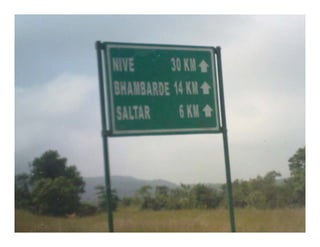 NIVE 30 KM ↑
BHAMBARDE 14 KM ↑
SALTAR 6 KM ↑